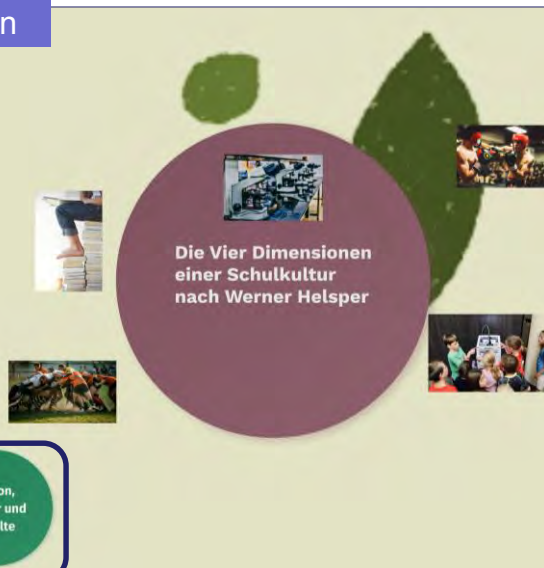 n
Die Vier Dimensionen
einer Schulkultur
nach Werner Helsper
on,
und
lte